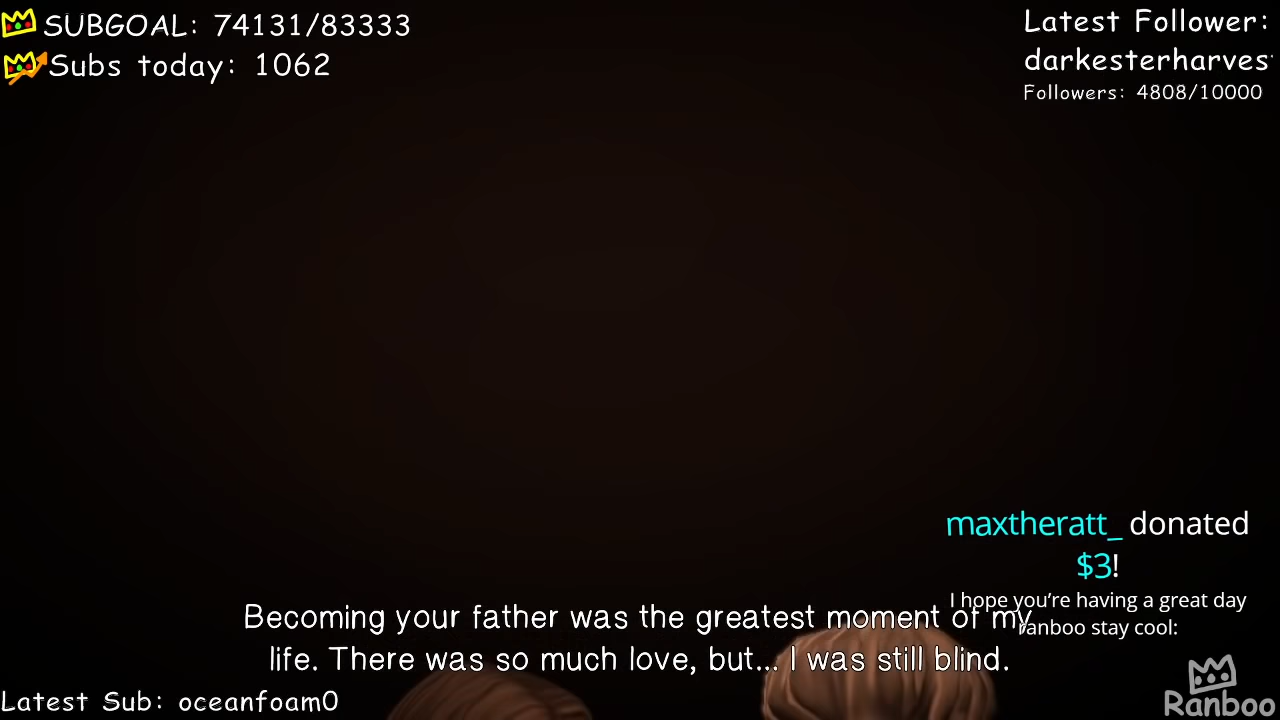 SUBGOAL: 74131/83333
Subs today: 1062
Latest Follower:
darkesterharves
Followers: 4808/10000
maxtheratt_ donated
$3!
I hope you're having a great day
ranboo stay cool:
Becoming your father was the greatest moment of my
life. There was so much love, but... I was still blind.
Latest Sub: oceanfoam0
Ranboo